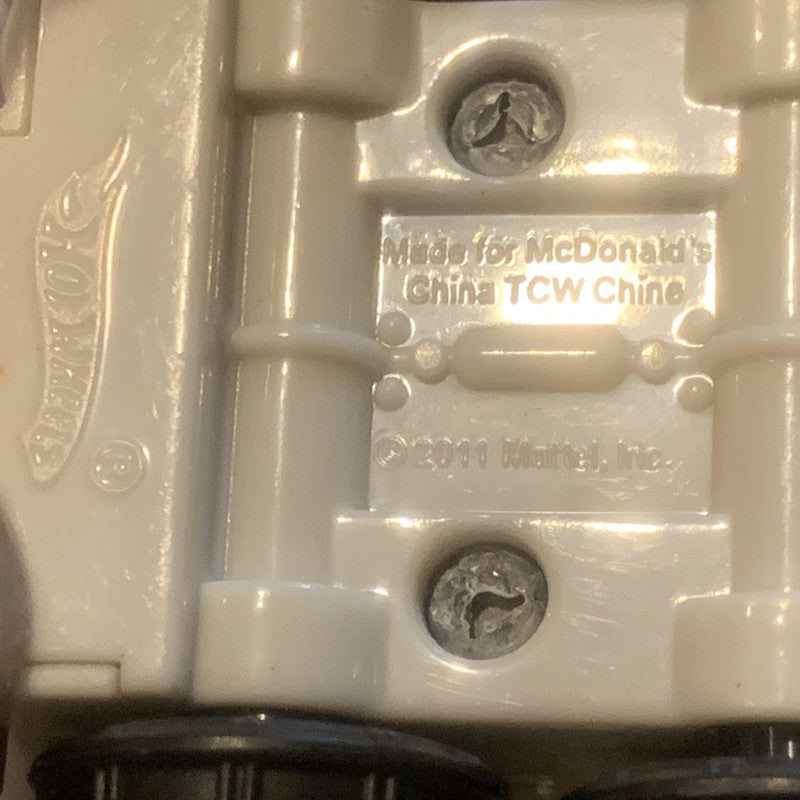 HOT WHEELS
®
Made for McDonald's
China TCW Chine
© 2011 Mattel, Inc.